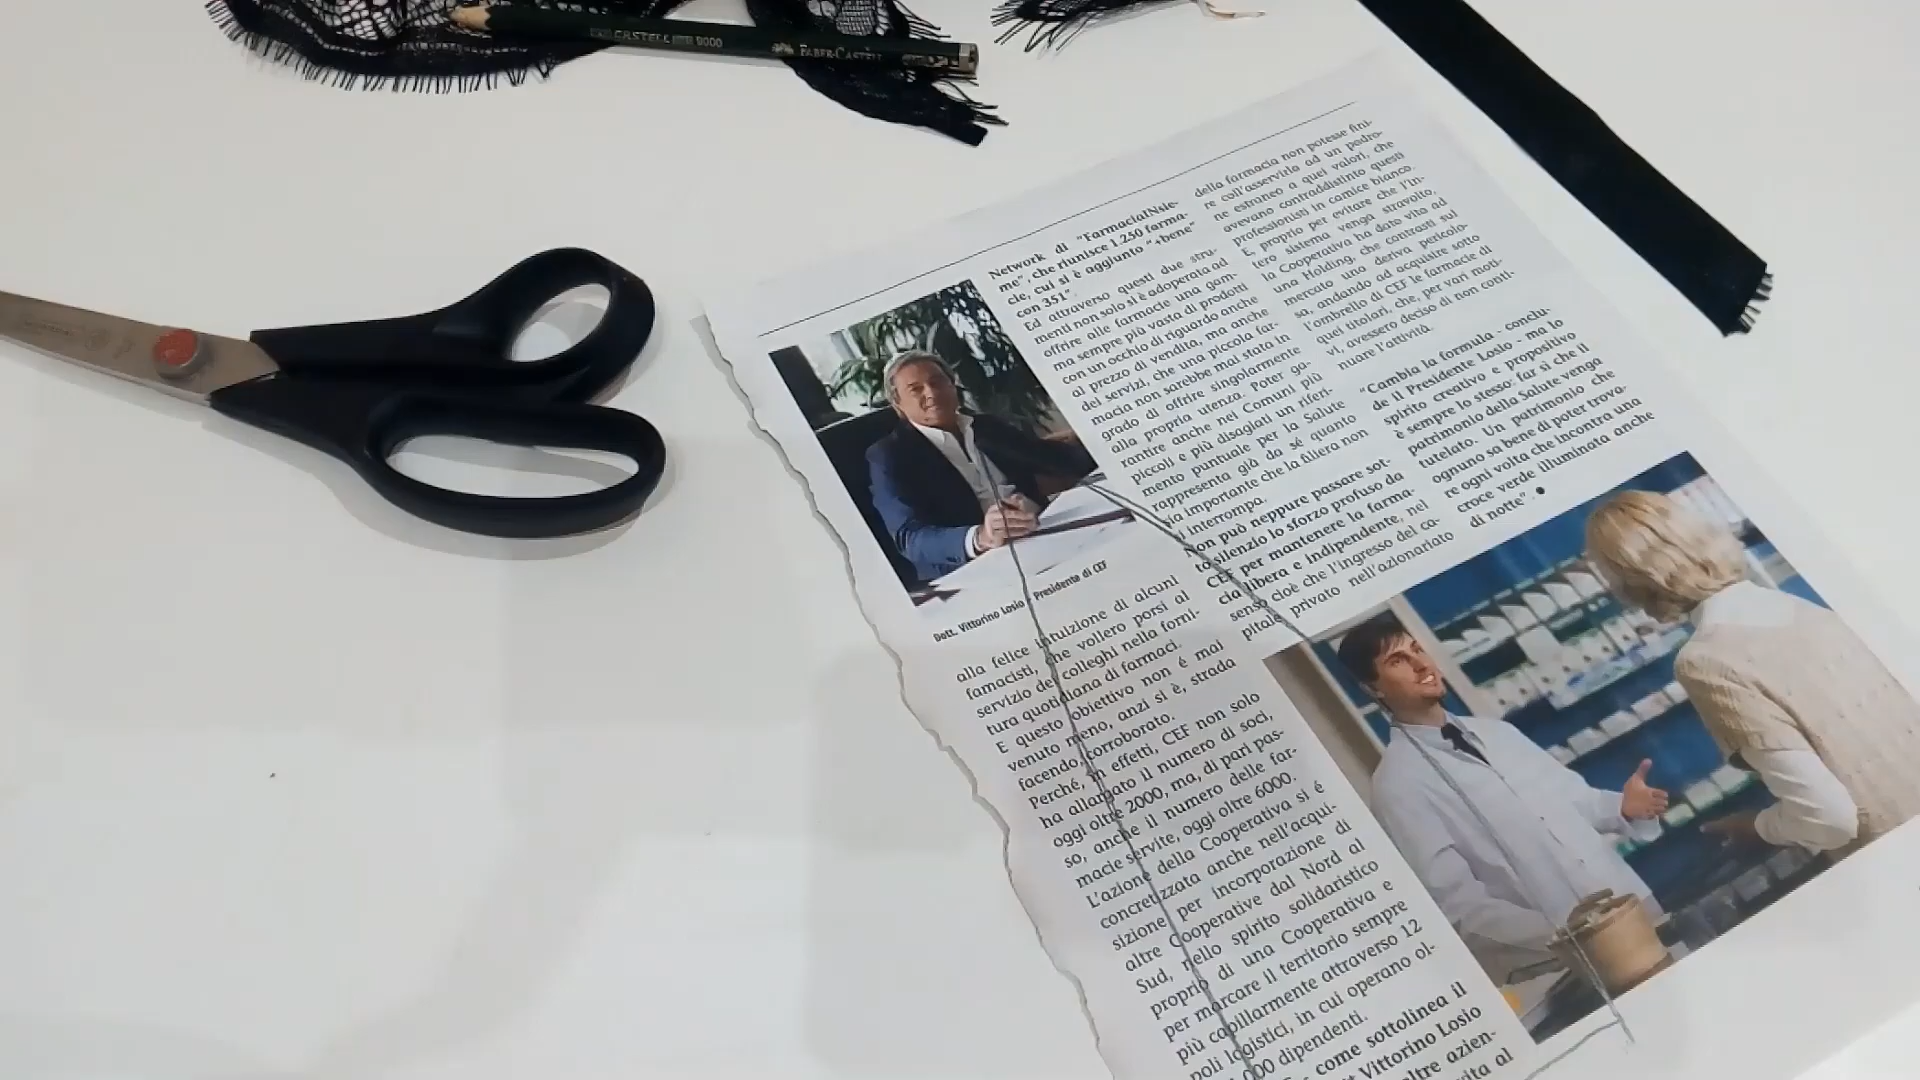 CASTELL 9000
FABER-CASTELL
Network di "FarmaciaINsie-
me", che riunisce 1.250 farma-
cie, cui si è aggiunto "+bene"
con 351".
Ed attraverso questi due stru-
menti non solo si è adoperata ad
offrire alle farmacie una gam-
ma sempre più vasta di prodotti
con un occhio di riguardo anche
al prezzo di vendita, ma anche
dei servizi, che una piccola far-
macia non sarebbe mai stata in
grado di offrire singolarmente
alla propria utenza. Poter ga-
rantire anche nei Comuni più
piccoli e più disagiati un riferi-
mento puntuale per la Salute
rappresenta già da sé quanto
sia importante che la filiera non
si interrompa.
Non può neppure passare sot-
to silenzio lo sforzo profuso da
CEF per mantenere la farma-
cia libera e indipendente, nel
senso cioè che l'ingresso del ca-
pitale privato nell'azionariato
della farmacia non potesse fini-
re coll'asservirla ad un padro-
ne estraneo a quei valori, che
avevano contraddistinto questi
professionisti in camice bianco.
E proprio per evitare che l'in-
tero sistema venga stravolto,
la Cooperativa ha dato vita ad
una Holding, che contrasti sul
mercato una deriva pericolo-
sa, andando ad acquisire sotto
l'ombrello di CEF le farmacie di
quei titolari, che, per vari moti-
vi, avessero deciso di non conti-
nuare l'attività.
"Cambia la formula - conclu-
de il Presidente Losio - ma lo
spirito creativo e propositivo
è sempre lo stesso: far sì che il
patrimonio della Salute venga
tutelato. Un patrimonio che
ognuno sa bene di poter trova-
re ogni volta che incontra una
croce verde illuminata anche
di notte" ●
Dott. Vittorino Losio - Presidente di CEF
alla felice intuizione di alcuni
famacisti, che vollero porsi al
servizio dei colleghi nella forni-
tura quotidiana di farmaci.
E questo obiettivo non é mai
venuto meno, anzi si è, strada
facendo, corroborato.
Perché, in effetti, CEF non solo
ha allargato il numero di soci,
oggi oltre 2000, ma, di pari pas-
so, anche il numero delle far-
macie servite, oggi oltre 6000.
L'azione della Cooperativa si é
concretizzata anche nell'acqui-
sizione per incorporazione di
altre Cooperative dal Nord al
Sud, nello spirito solidaristico
proprio di una Cooperativa e
per marcare il territorio sempre
più capillarmente attraverso 12
poli logistici, in cui operano ol-
000 dipendenti.
come sottolinea il
Vittorino Losio
altre azien-
vita al